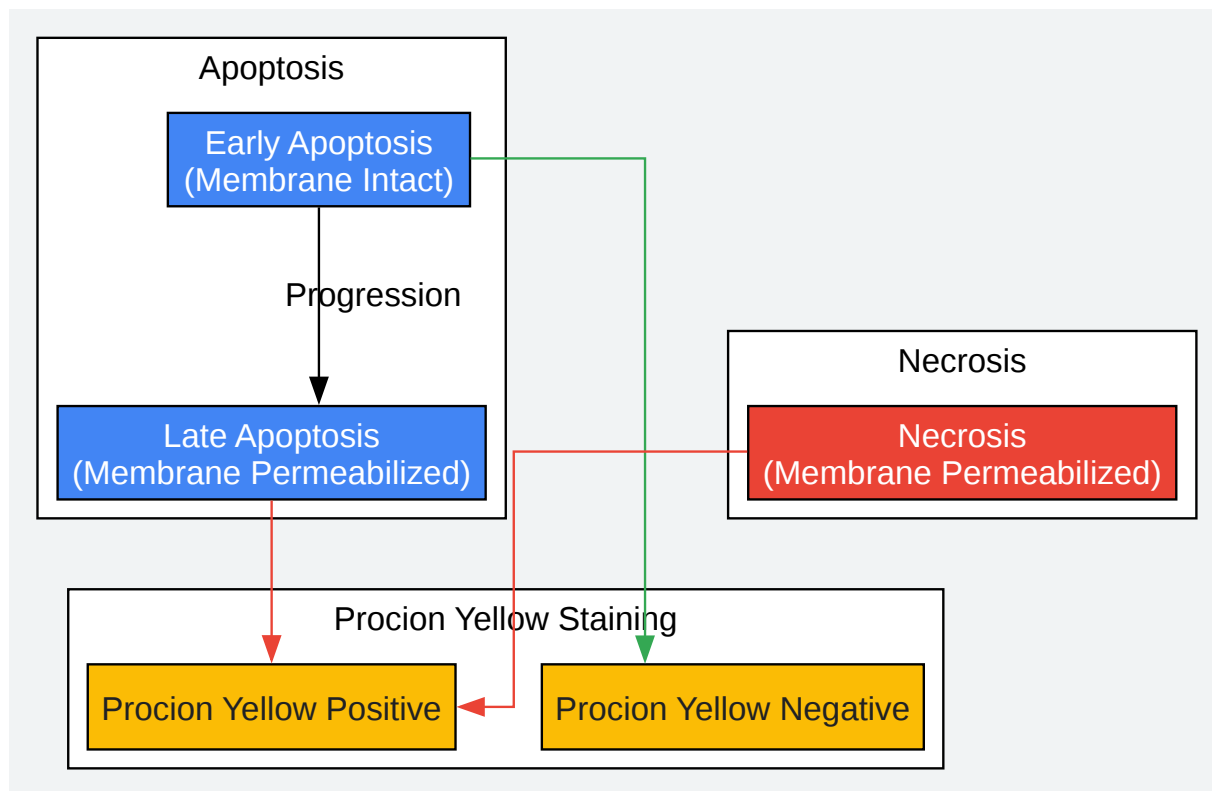 Apoptosis
Early Apoptosis
(Membrane Intact)
Progression
Late Apoptosis
(Membrane Permeabilized)
Necrosis
Necrosis
(Membrane Permeabilized)
Procion Yellow Staining
Procion Yellow Positive
Procion Yellow Negative